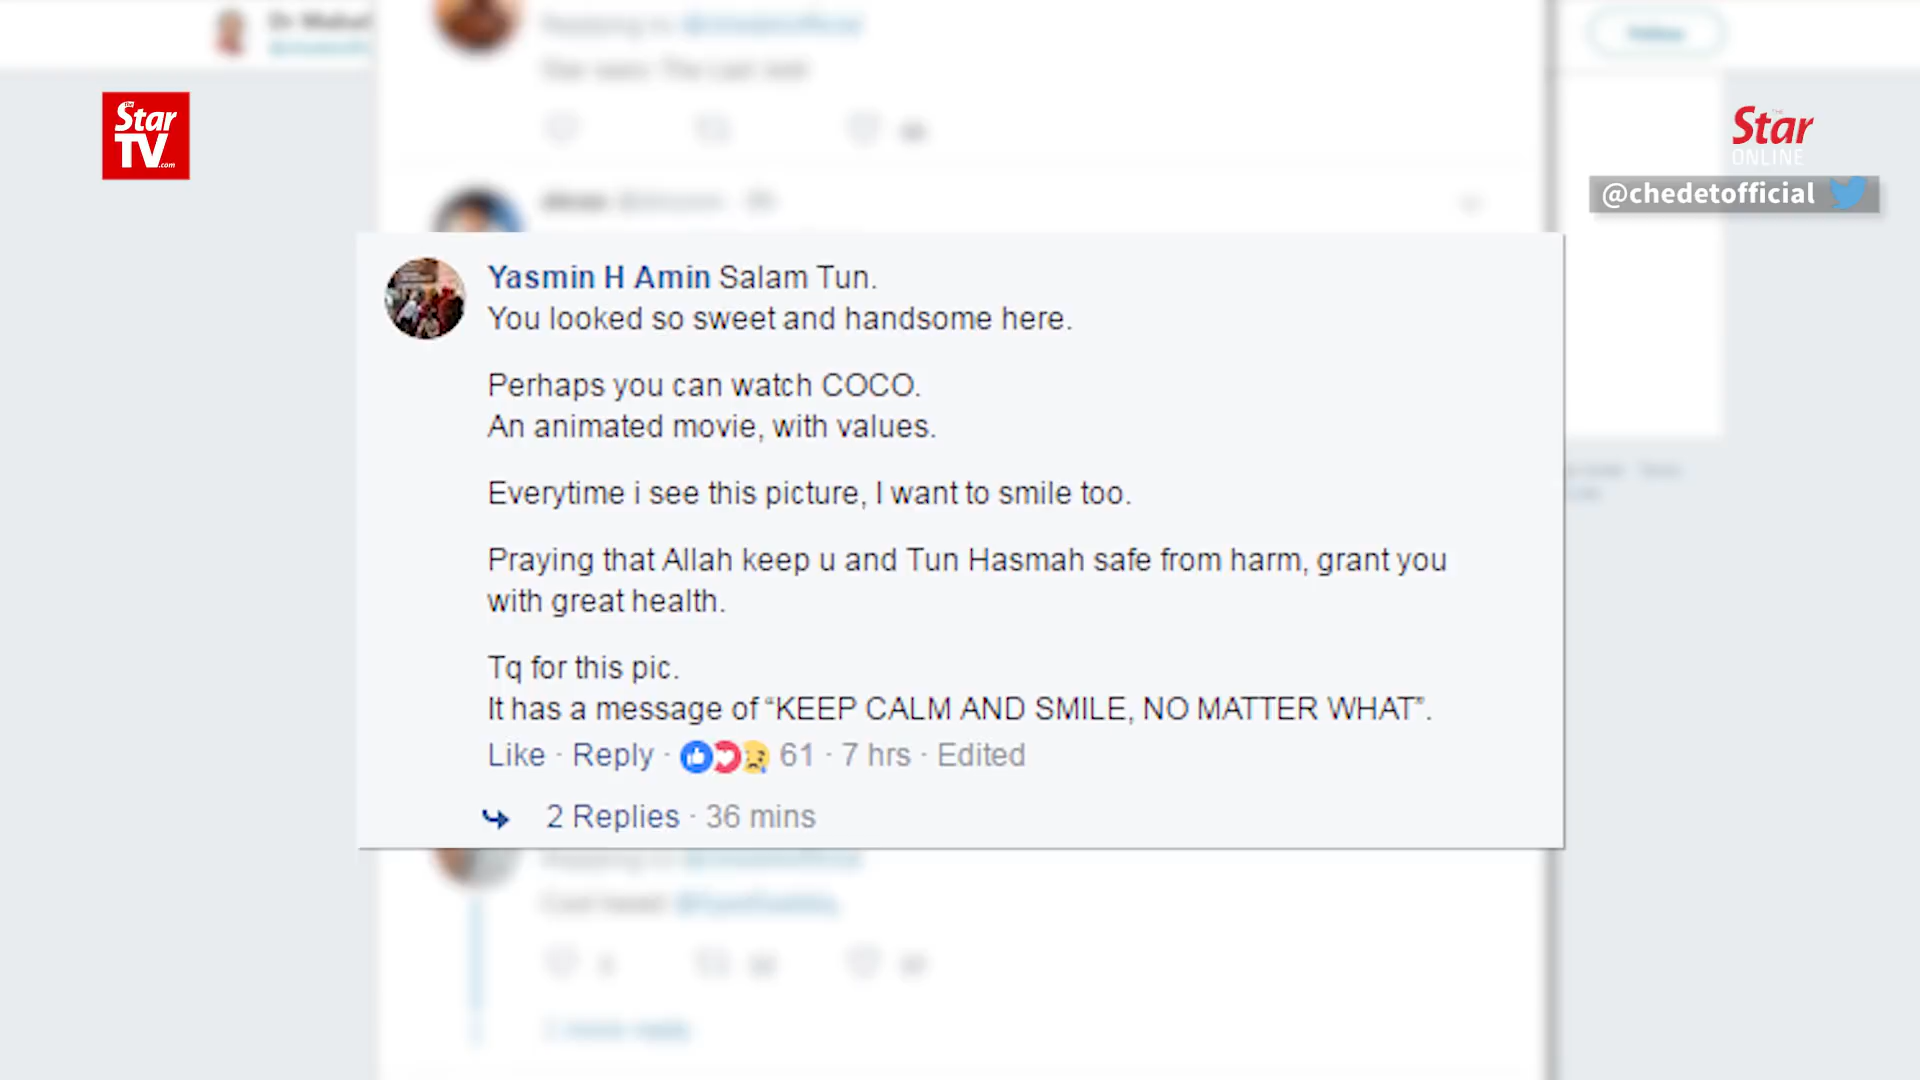 The
Star
TV
.com
THE
Star
ONLINE
@chedetofficial
Follow
Yasmin H Amin Salam Tun.
You looked so sweet and handsome here.
Perhaps you can watch COCO.
An animated movie, with values.
Everytime i see this picture, I want to smile too.
Praying that Allah keep u and Tun Hasmah safe from harm, grant you
with great health.
Tq for this pic.
It has a message of “KEEP CALM AND SMILE, NO MATTER WHAT”.
Like · Reply · 61 · 7 hrs · Edited
2 Replies · 36 mins